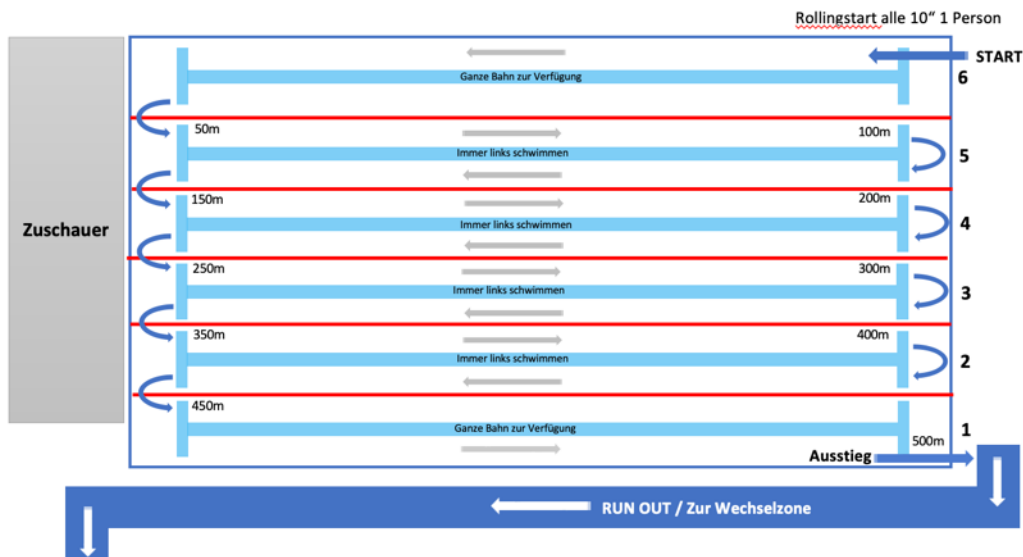 Rollingstart alle 10“ 1 Person
START
Ganze Bahn zur Verfügung
6
50m
100m
Immer links schwimmen
5
150m
200m
Zuschauer
Immer links schwimmen
4
250m
300m
Immer links schwimmen
3
350m
400m
Immer links schwimmen
2
450m
Ganze Bahn zur Verfügung
1
500m
Ausstieg
RUN OUT / Zur Wechselzone